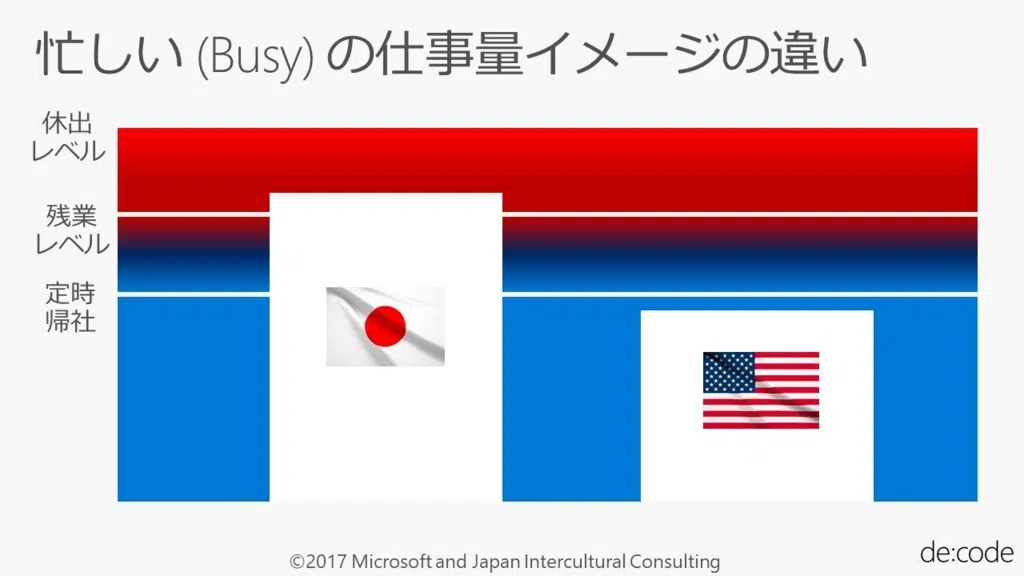 忙しい (Busy) の仕事量イメージの違い
休出
レベル
残業
レベル
定時
帰社
©2017 Microsoft and Japan Intercultural Consulting
de:code